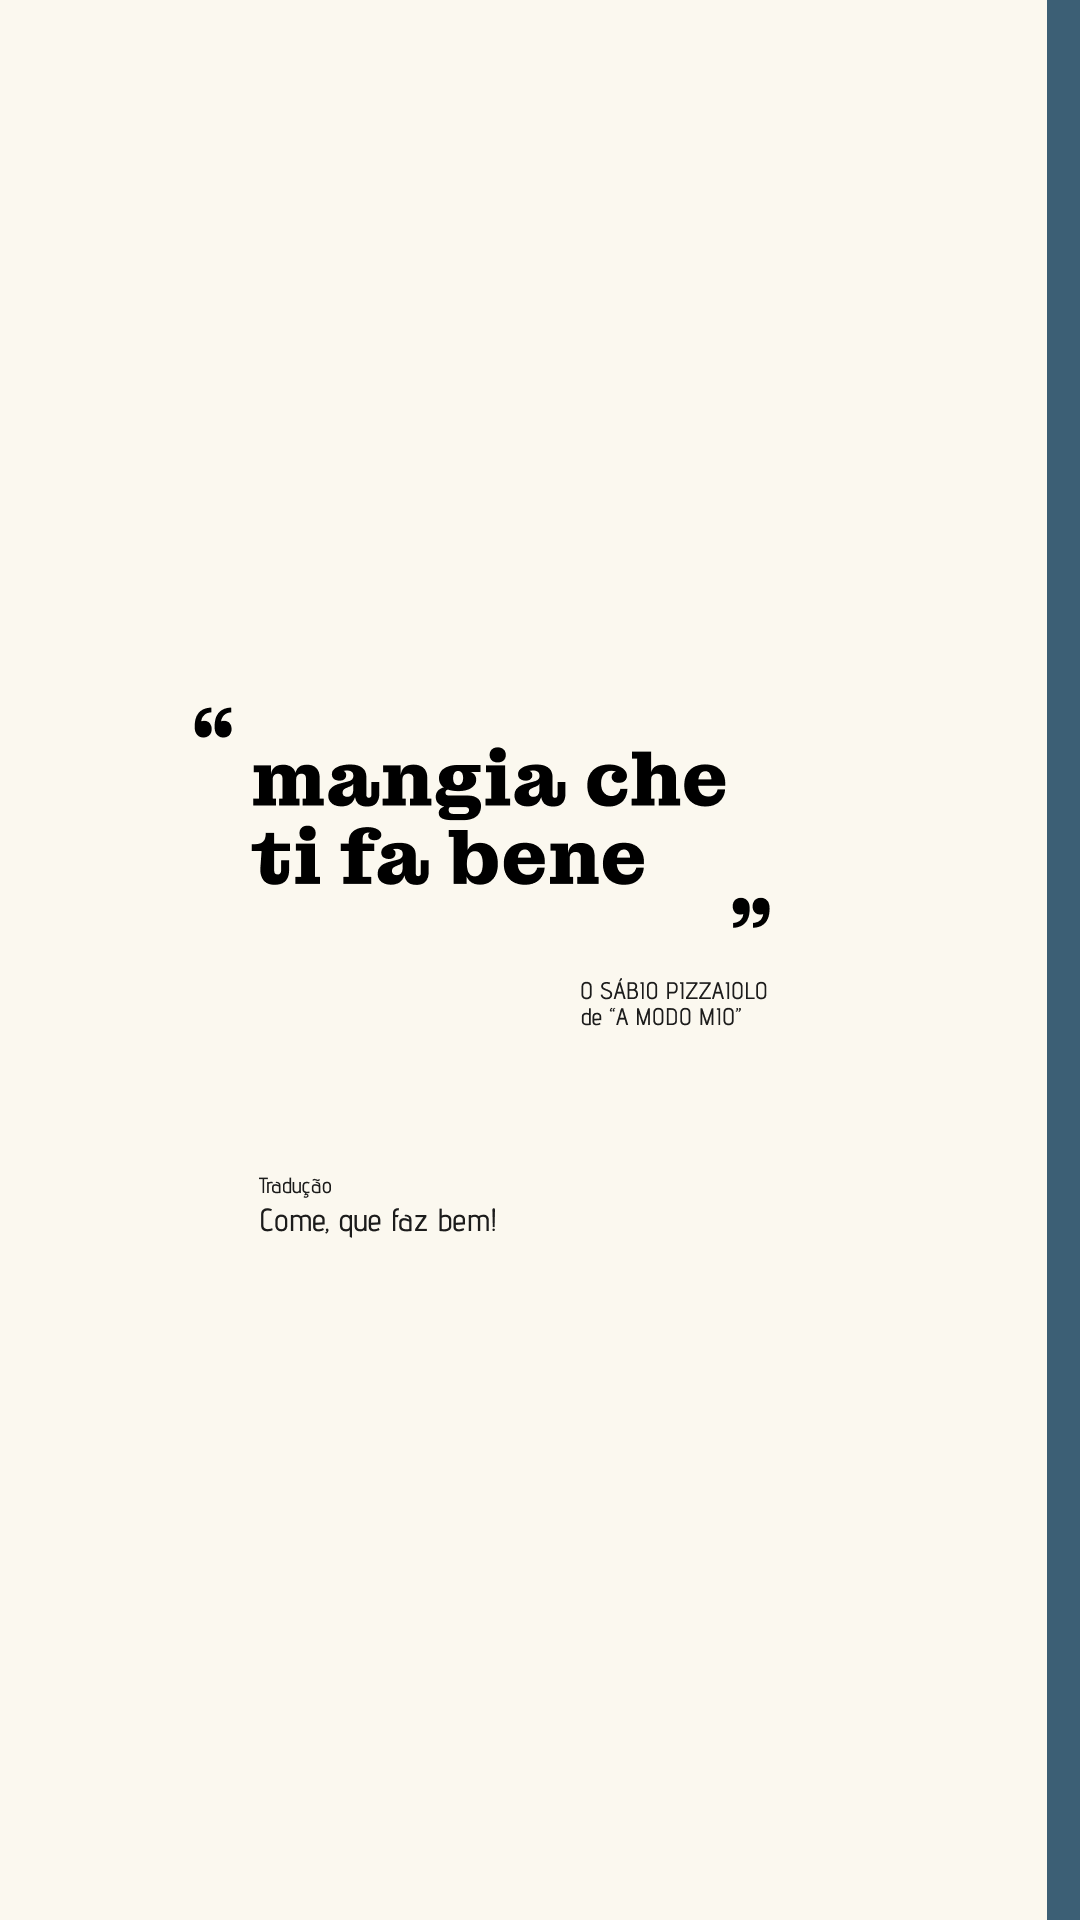 “
mangia che
ti fa bene
”
O SÁBIO PIZZAIOLO
de “A MODO MIO”
Tradução
Come, que faz bem!